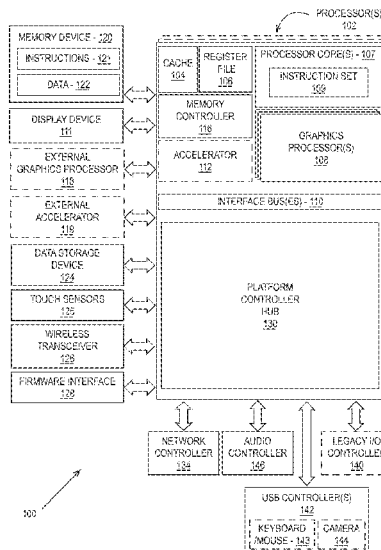 PROCESSOR(S)
102
MEMORY DEVICE - 120
INSTRUCTIONS - 121
DATA - 122
DISPLAY DEVICE
111
EXTERNAL
GRAPHICS PROCESSOR
118
EXTERNAL
ACCELERATOR
119
DATA STORAGE
DEVICE
124
TOUCH SENSORS
125
WIRELESS
TRANSCEIVER
126
FIRMWARE INTERFACE
128
CACHE
104
REGISTER
FILE
106
PROCESSOR CORE(S) - 107
INSTRUCTION SET
109
MEMORY
CONTROLLER
116
ACCELERATOR
112
GRAPHICS
PROCESSOR(S)
108
INTERFACE BUS(ES) - 110
PLATFORM
CONTROLLER
HUB
130
NETWORK
CONTROLLER
134
AUDIO
CONTROLLER
146
LEGACY I/O
CONTROLLER
140
USB CONTROLLER(S)
142
KEYBOARD
/MOUSE - 143
CAMERA
144
100